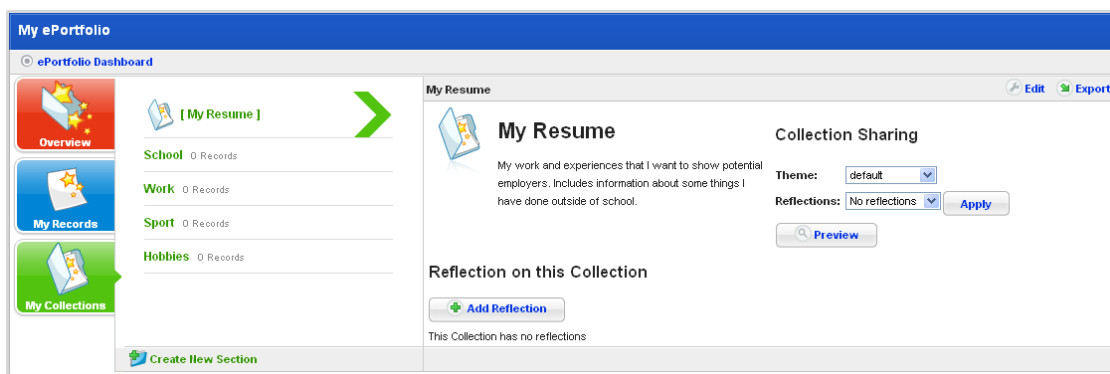 My ePortfolio
ePortfolio Dashboard
Overview
My Records
My Collections
[ My Resume ]
School 0 Records
Work 0 Records
Sport 0 Records
Hobbies 0 Records
Create New Section
My Resume
Edit
Export
My Resume
My work and experiences that I want to show potential
employers. Includes information about some things I
have done outside of school.
Collection Sharing
Theme: default
Reflections: No reflections Apply
Preview
Reflection on this Collection
Add Reflection
This Collection has no reflections